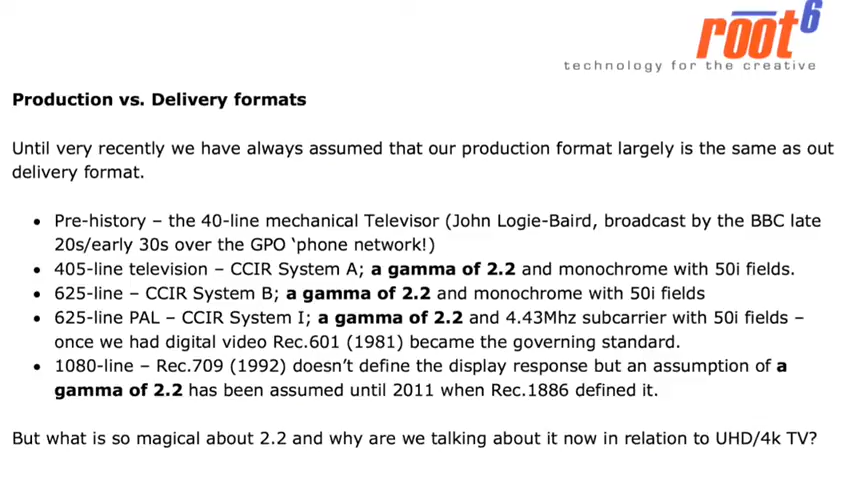 root6
technology for the creative
Production vs. Delivery formats
Until very recently we have always assumed that our production format largely is the same as out
delivery format.
• Pre-history – the 40-line mechanical Televisor (John Logie-Baird, broadcast by the BBC late
20s/early 30s over the GPO ‘phone network!)
• 405-line television – CCIR System A; a gamma of 2.2 and monochrome with 50i fields.
• 625-line – CCIR System B; a gamma of 2.2 and monochrome with 50i fields
• 625-line PAL – CCIR System I; a gamma of 2.2 and 4.43Mhz subcarrier with 50i fields –
once we had digital video Rec.601 (1981) became the governing standard.
• 1080-line – Rec.709 (1992) doesn’t define the display response but an assumption of a
gamma of 2.2 has been assumed until 2011 when Rec.1886 defined it.
But what is so magical about 2.2 and why are we talking about it now in relation to UHD/4k TV?